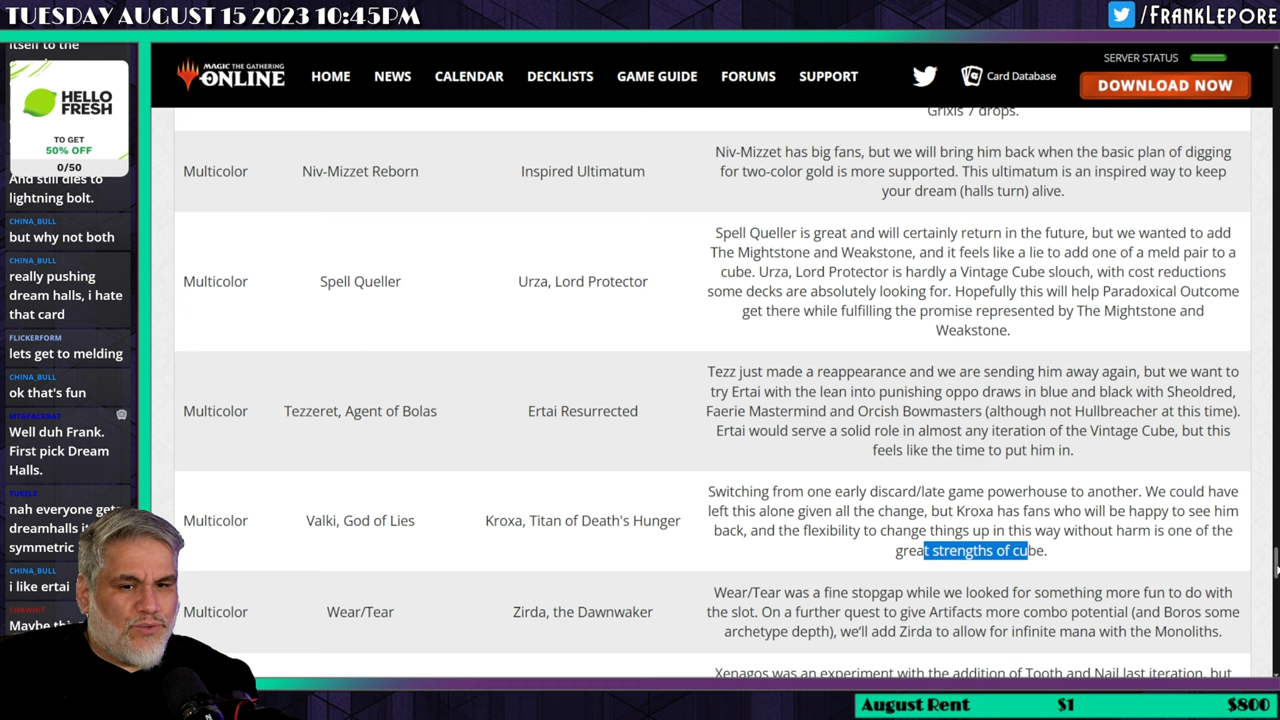 TUESDAY AUGUST 15 2023 10:45PM
/FRANKLEPORE
itself to the
HELLO
FRESH
TO GET
50% OFF
0/50
And still dies to
lightning bolt.
CHINA_BULL
but why not both
CHINA_BULL
really pushing
dream halls, i hate
that card
FLICKERFORM
lets get to melding
CHINA_BULL
ok that's fun
MTGPACKRAT
Well duh Frank.
First pick Dream
Halls.
TUKELE
nah everyone gets
dreamhalls it
symmetric
CHINA_BULL
i like ertai
CHRWHIT
Maybe
MAGIC THE GATHERING
ONLINE
HOME
NEWS
CALENDAR
DECKLISTS
GAME GUIDE
FORUMS
SUPPORT
Card Database
SERVER STATUS
DOWNLOAD NOW
Grixis 7 drops.
Multicolor
Niv-Mizzet Reborn
Inspired Ultimatum
Niv-Mizzet has big fans, but we will bring him back when the basic plan of digging
for two-color gold is more supported. This ultimatum is an inspired way to keep
your dream (halls turn) alive.
Multicolor
Spell Queller
Urza, Lord Protector
Spell Queller is great and will certainly return in the future, but we wanted to add
The Mightstone and Weakstone, and it feels like a lie to add one of a meld pair to a
cube. Urza, Lord Protector is hardly a Vintage Cube slouch, with cost reductions
some decks are absolutely looking for. Hopefully this will help Paradoxical Outcome
get there while fulfilling the promise represented by The Mightstone and
Weakstone.
Multicolor
Tezzeret, Agent of Bolas
Ertai Resurrected
Tezz just made a reappearance and we are sending him away again, but we want to
try Ertai with the lean into punishing oppo draws in blue and black with Sheoldred,
Faerie Mastermind and Orcish Bowmasters (although not Hullbreacher at this time).
Ertai would serve a solid role in almost any iteration of the Vintage Cube, but this
feels like the time to put him in.
Multicolor
Valki, God of Lies
Kroxa, Titan of Death's Hunger
Switching from one early discard/late game powerhouse to another. We could have
left this alone given all the change, but Kroxa has fans who will be happy to see him
back, and the flexibility to change things up in this way without harm is one of the
great strengths of cube.
Multicolor
Wear/Tear
Zirda, the Dawnwaker
Wear/Tear was a fine stopgap while we looked for something more fun to do with
the slot. On a further quest to give Artifacts more combo potential (and Boros some
archetype depth), we'll add Zirda to allow for infinite mana with the Monoliths.
Xenagos was an experiment with the addition of Tooth and Nail last iteration, but
August Rent
$1
$800